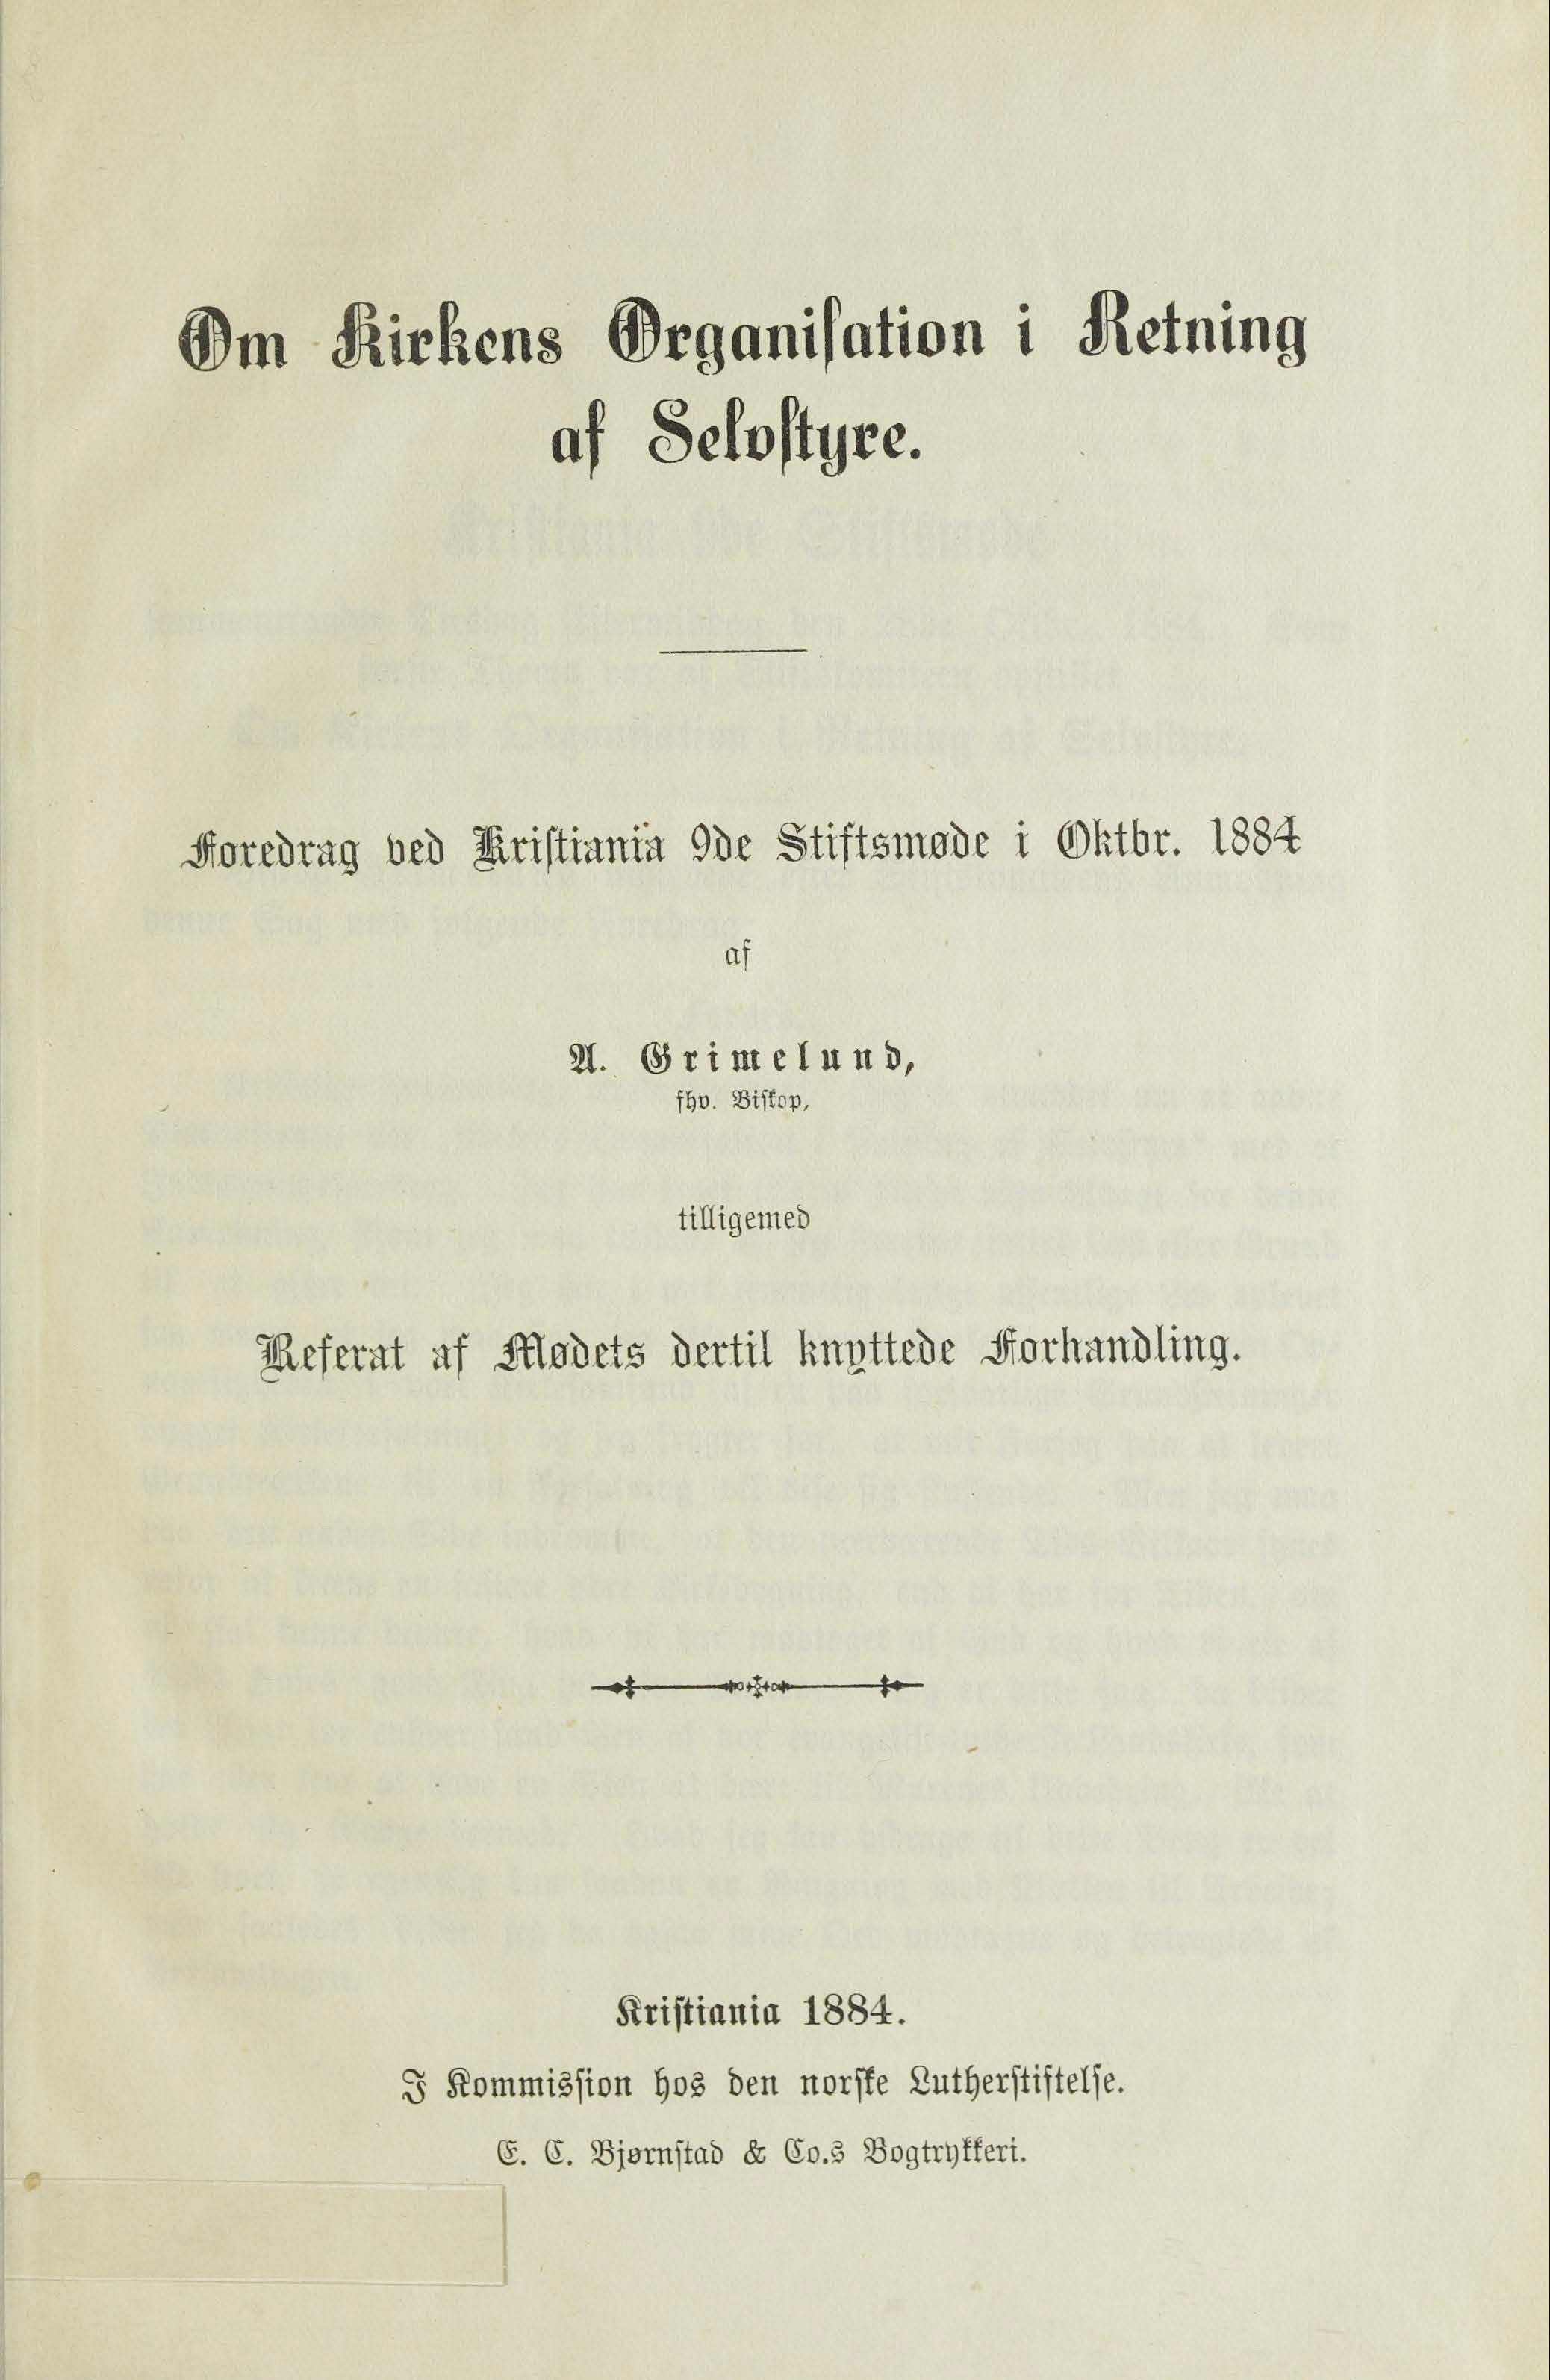 Om Kirkens Organisation i Retning
af Selvstyre.
Foredrag ved Kristiania 9de Stiftsmøde i Oktbr. 1884
af
A. Grimelund,
fhv. Biskop,
tilligemed
Referat af Mødets dertil knyttede Forhandling.
Kristiania 1884.
I Kommission hos den norske Lutherstiftelse.
E. C. Bjørnstad & Co.s Bogtrykkeri.